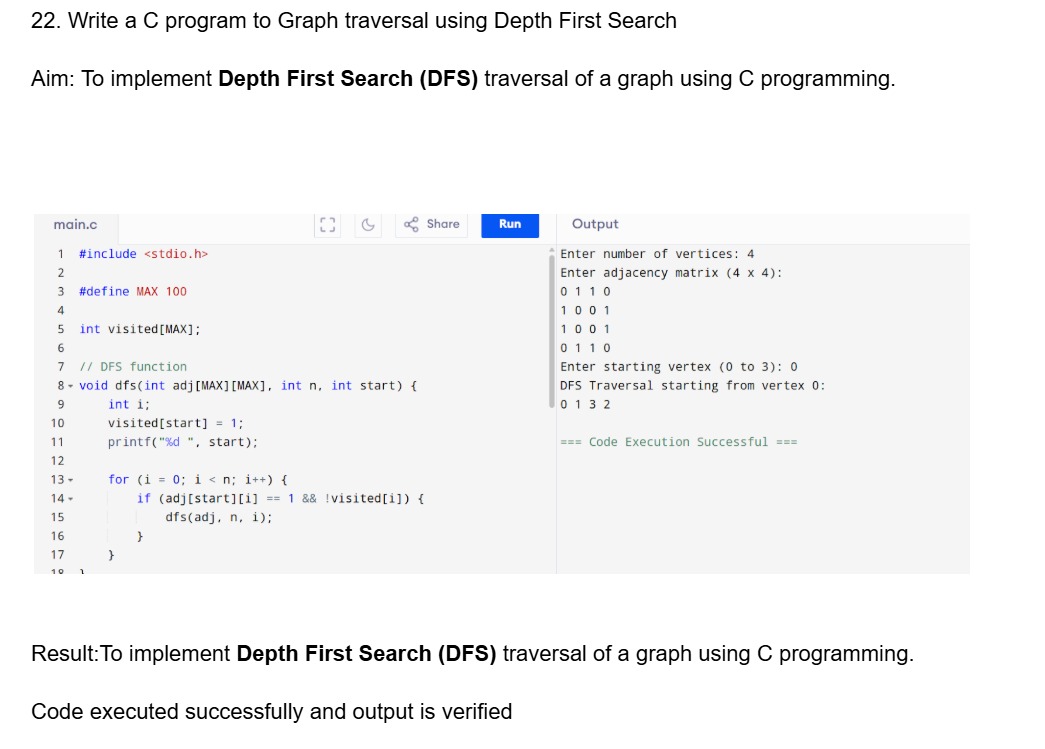 22. Write a C program to Graph traversal using Depth First Search
Aim: To implement Depth First Search (DFS) traversal of a graph using C programming.
main.c
Share
Run
Output
1 #include <stdio.h>
2
3 #define MAX 100
4
5 int visited[MAX];
6
7 // DFS function
8 void dfs(int adj[MAX][MAX], int n, int start) {
9 int i;
10 visited[start] = 1;
11 printf("%d ", start);
12
13 for (i = 0; i < n; i++) {
14 if (adj[start][i] == 1 && !visited[i]) {
15 dfs(adj, n, i);
16 }
17 }
18 }
Enter number of vertices: 4
Enter adjacency matrix (4 x 4):
0 1 1 0
1 0 0 1
1 0 0 1
0 1 1 0
Enter starting vertex (0 to 3): 0
DFS Traversal starting from vertex 0:
0 1 3 2
=== Code Execution Successful ===
Result:To implement Depth First Search (DFS) traversal of a graph using C programming.
Code executed successfully and output is verified